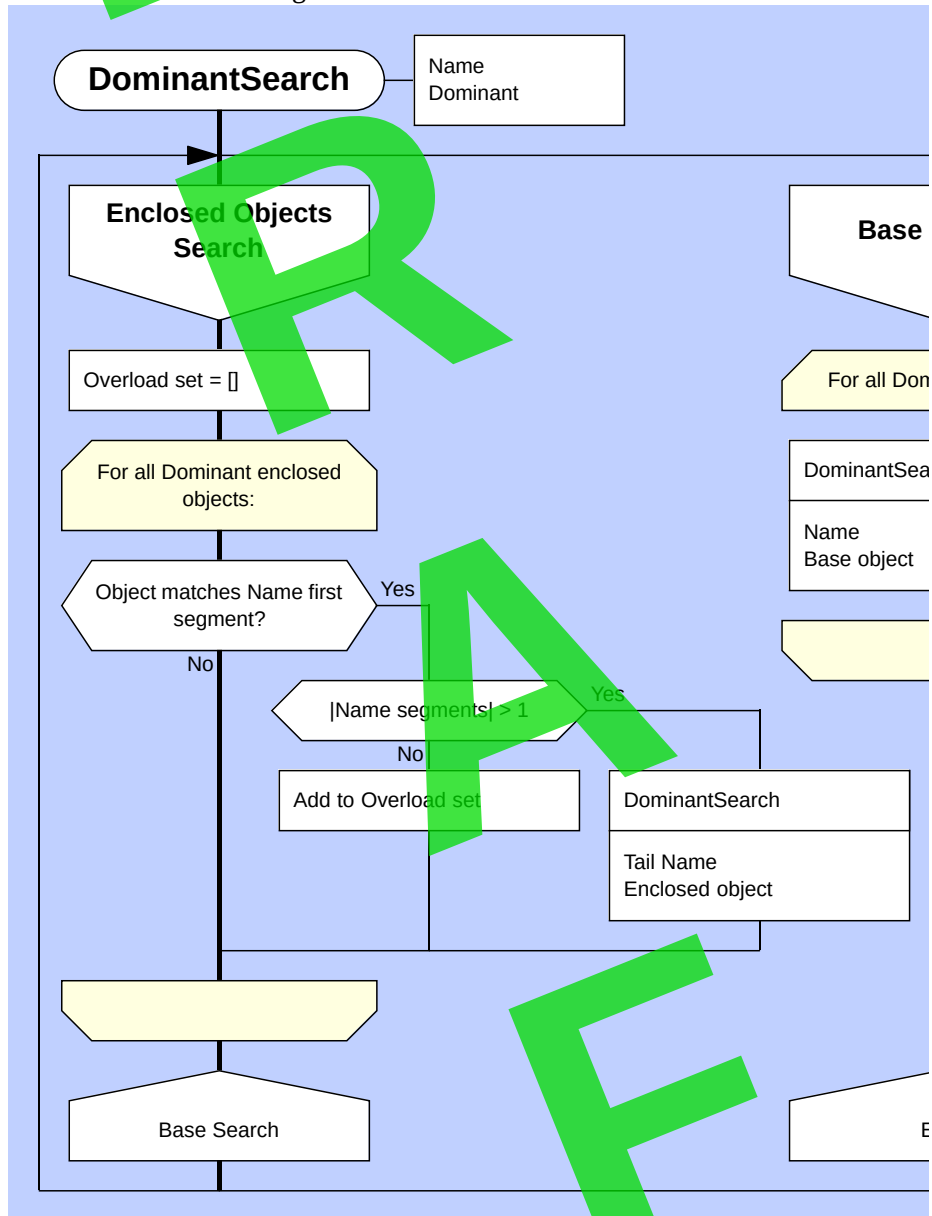 DominantSearch
Name
Dominant
Enclosed Objects
Search
Base
Overload set = []
For all
For all Dominant enclosed
objects:
Name
Base object
Object matches Name first
segment?
Yes
No
|Name segments| > 1
Yes
No
Add to Overload set
DominantSearch
Tail Name
Enclosed object
Base Search
R
A
F